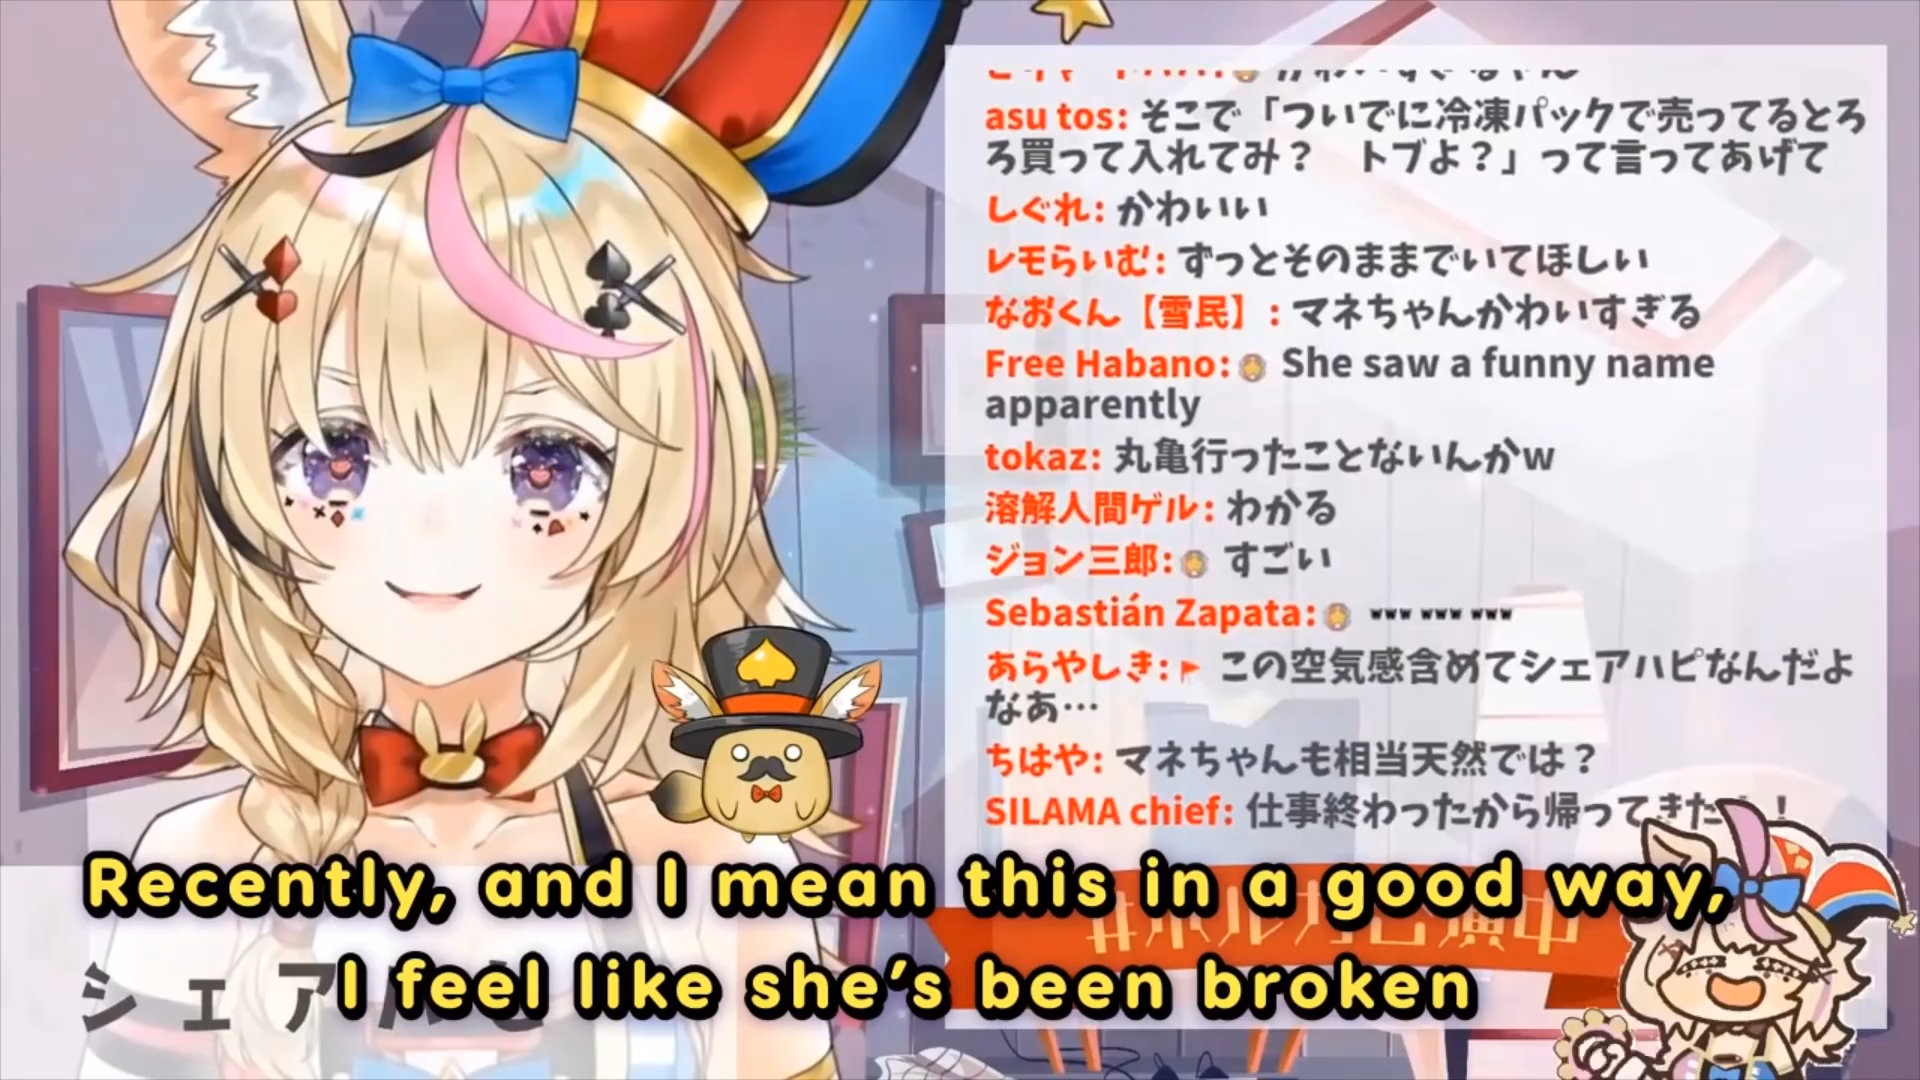 asu tos: そこで「ついでに冷凍パックで売ってるとろ
ろ買って入れてみ？　トブよ？」って言ってあげて
しぐれ: かわいい
レモらいむ: ずっとそのままでいてほしい
なおくん【雪民】: マネちゃんかわいすぎる
Free Habano: She saw a funny name
apparently
tokaz: 丸亀行ったことないんかw
溶解人間ゲル: わかる
ジョン三郎: すごい
Sebastián Zapata: www www www
あらやしき: この空気感含めてシェアハピなんだよ
なあ…
ちはや: マネちゃんも相当天然では？
SILAMA chief: 仕事終わったから帰ってきた
Recently, and I mean this in a good way,
I feel like she's been broken
シェア